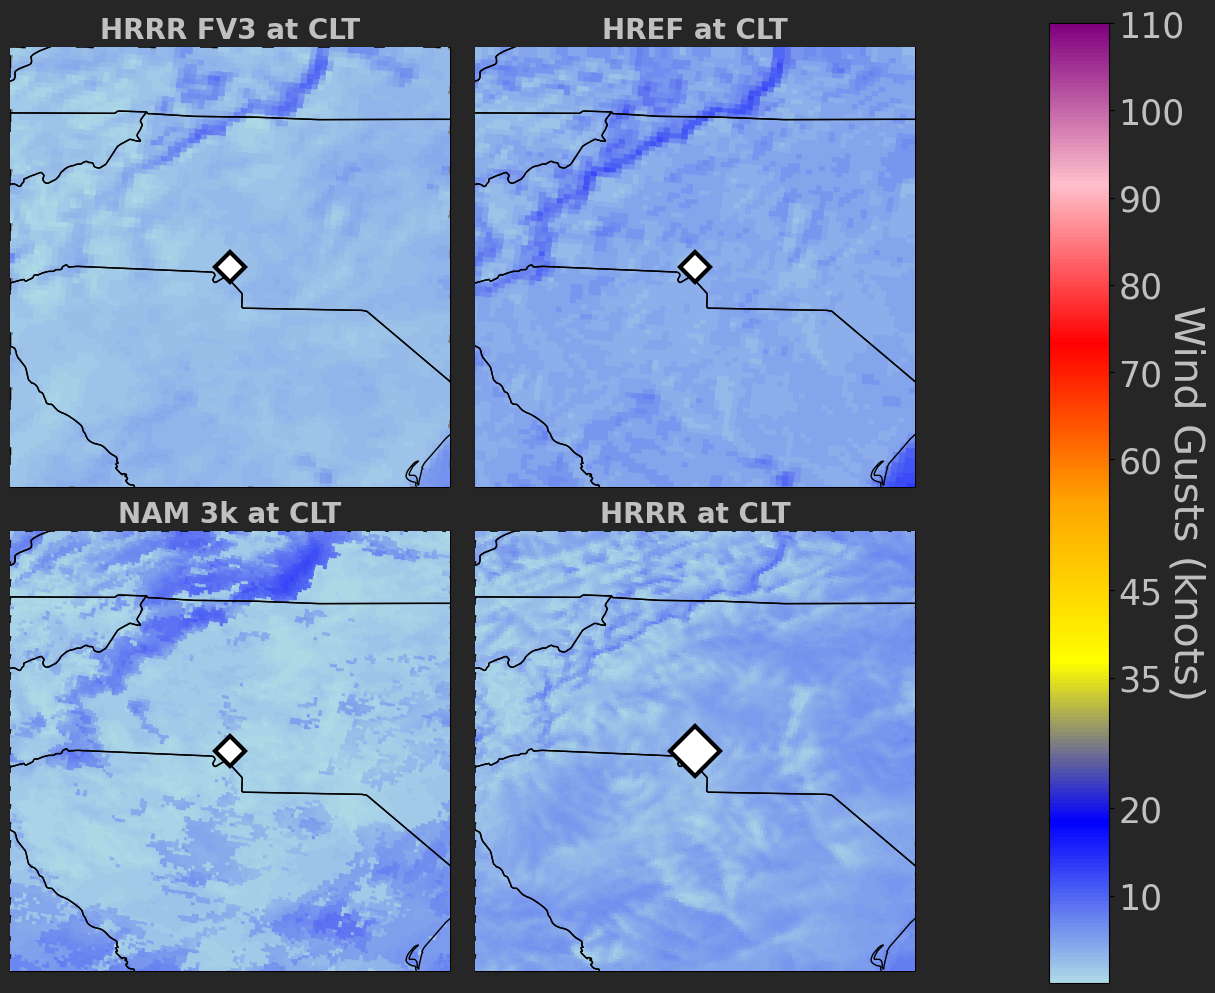 HRRR FV3 at CLT
HREF at CLT
NAM 3k at CLT
HRRR at CLT
110
100
90
80
70
60
45
35
20
10
Wind Gusts (knots)